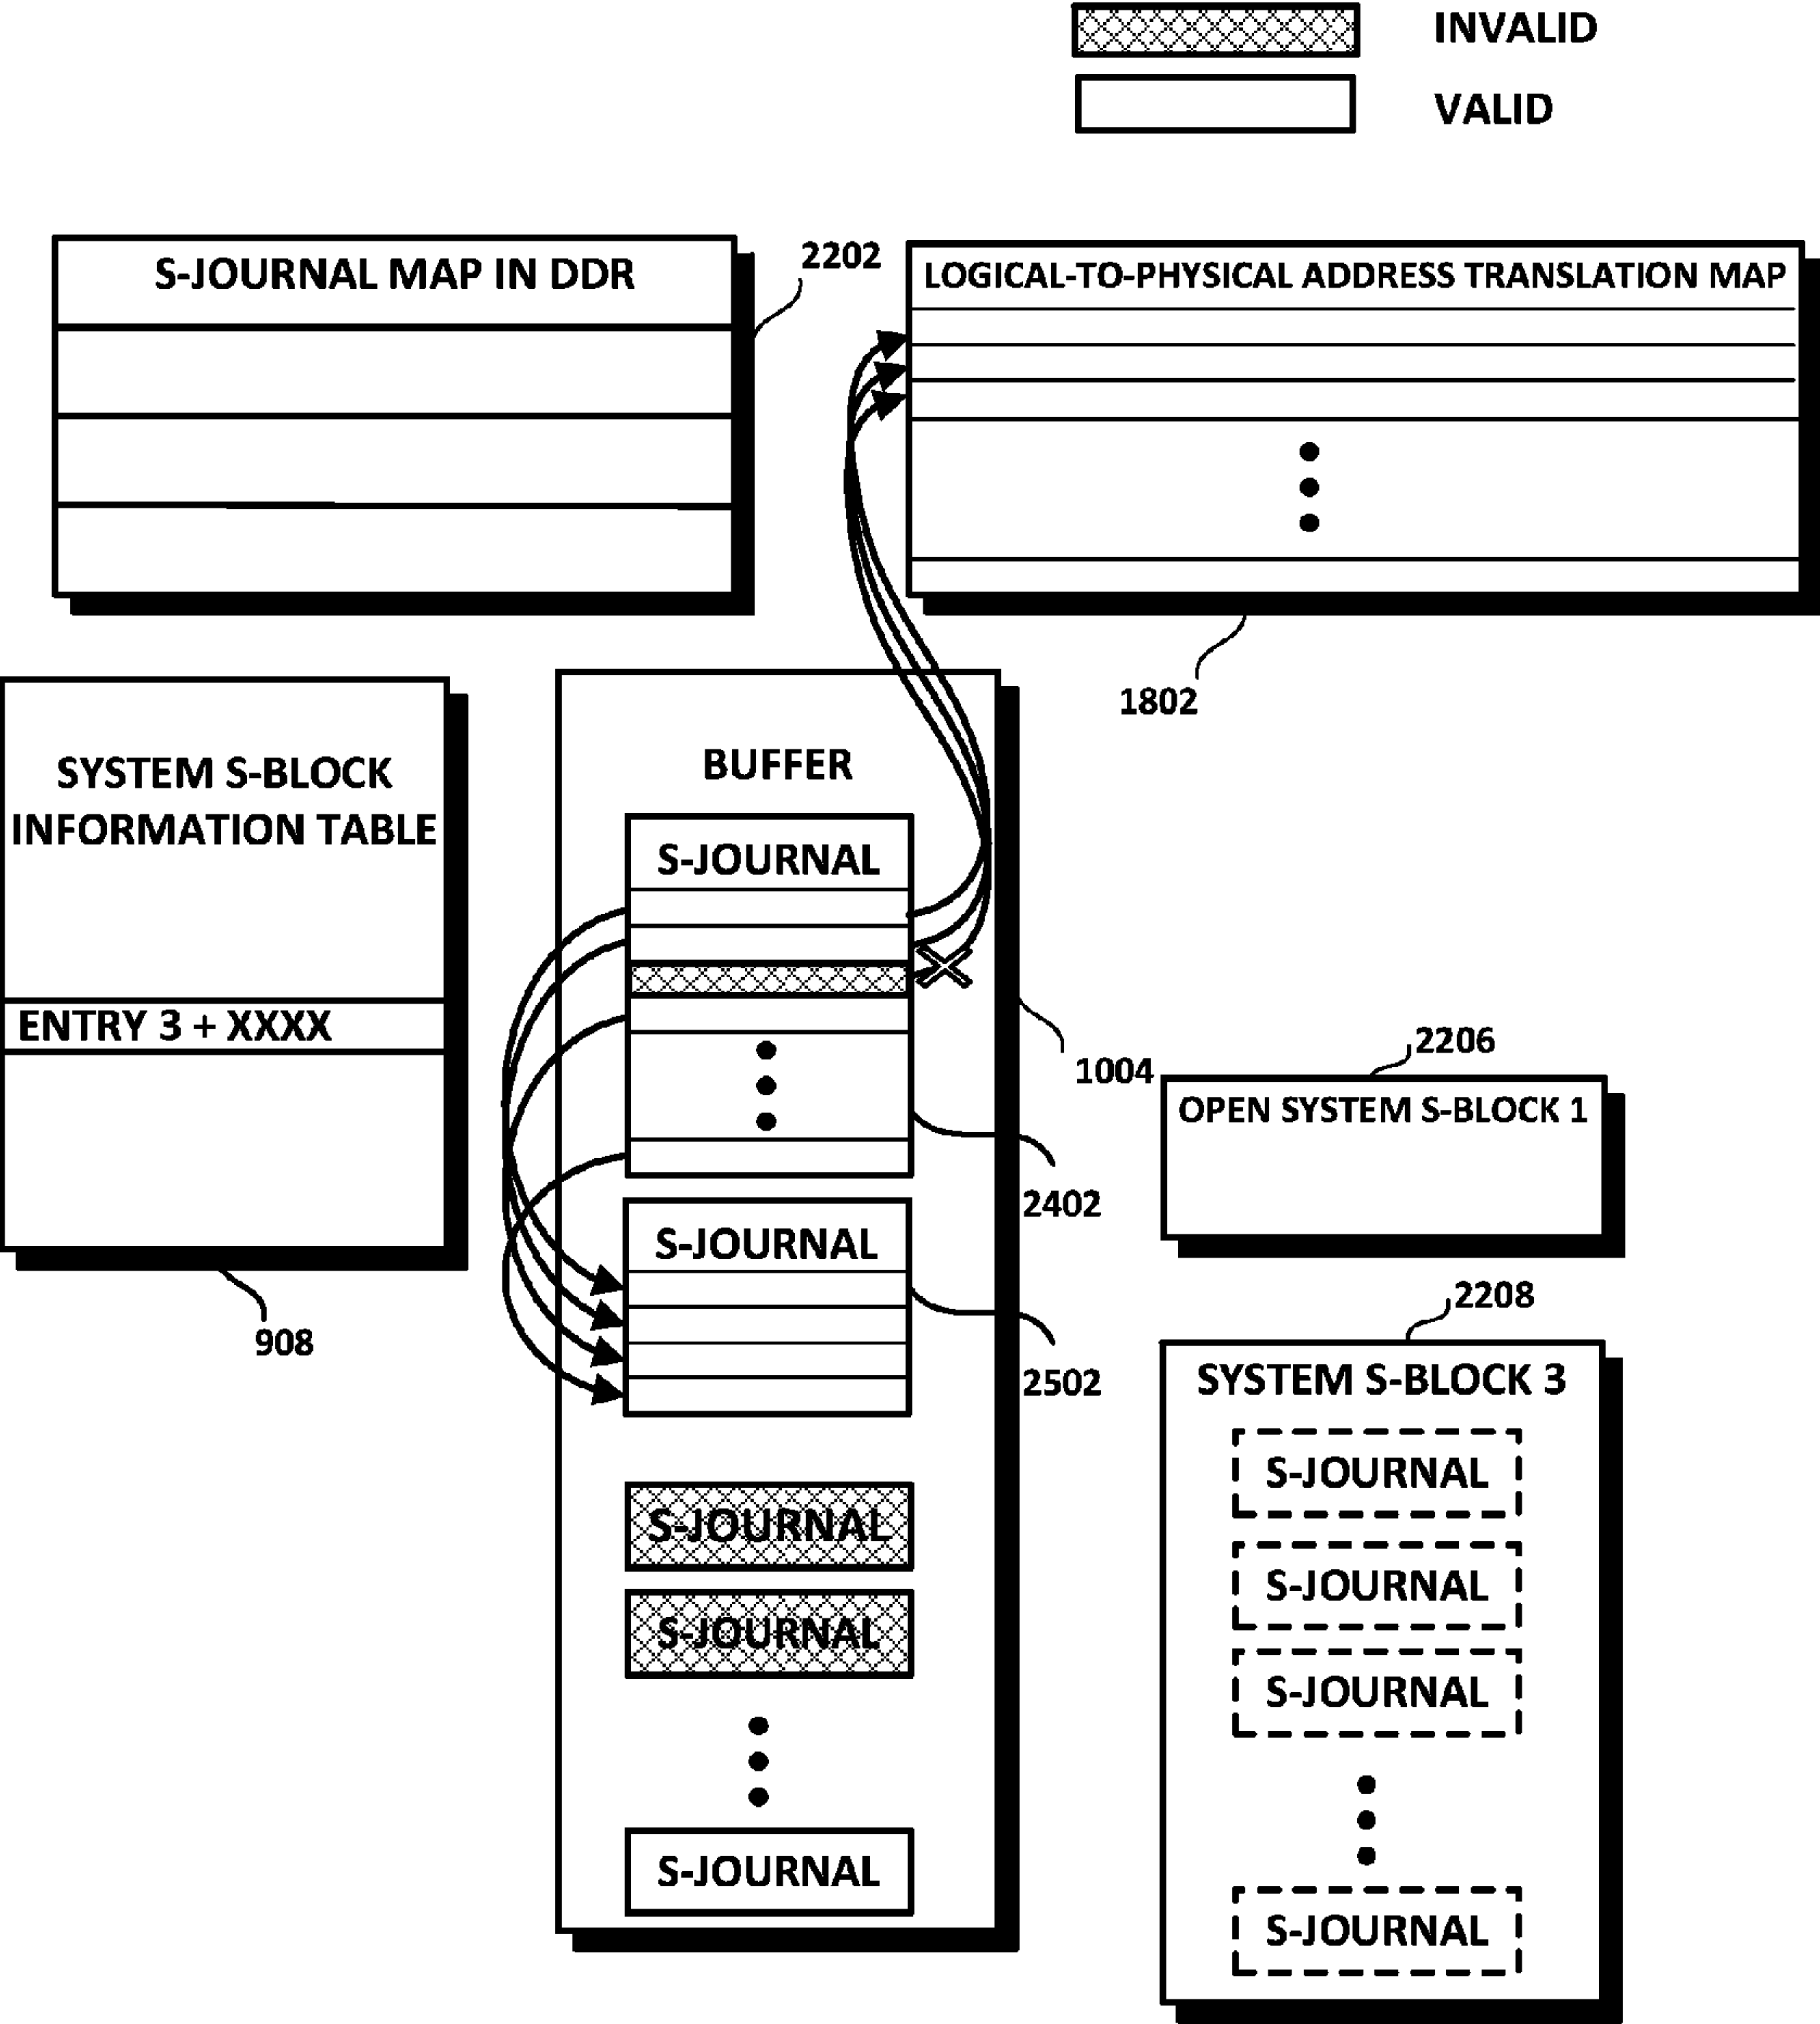 INVALID
VALID
S-JOURNAL MAP IN DDR
2202
LOGICAL-TO-PHYSICAL ADDRESS TRANSLATION MAP
1802
SYSTEM S-BLOCK
INFORMATION TABLE
ENTRY 3 + XXXX
908
BUFFER
S-JOURNAL
1004
2402
S-JOURNAL
2502
S-JOURNAL
S-JOURNAL
S-JOURNAL
2206
OPEN SYSTEM S-BLOCK 1
2208
SYSTEM S-BLOCK 3
S-JOURNAL
S-JOURNAL
S-JOURNAL
S-JOURNAL